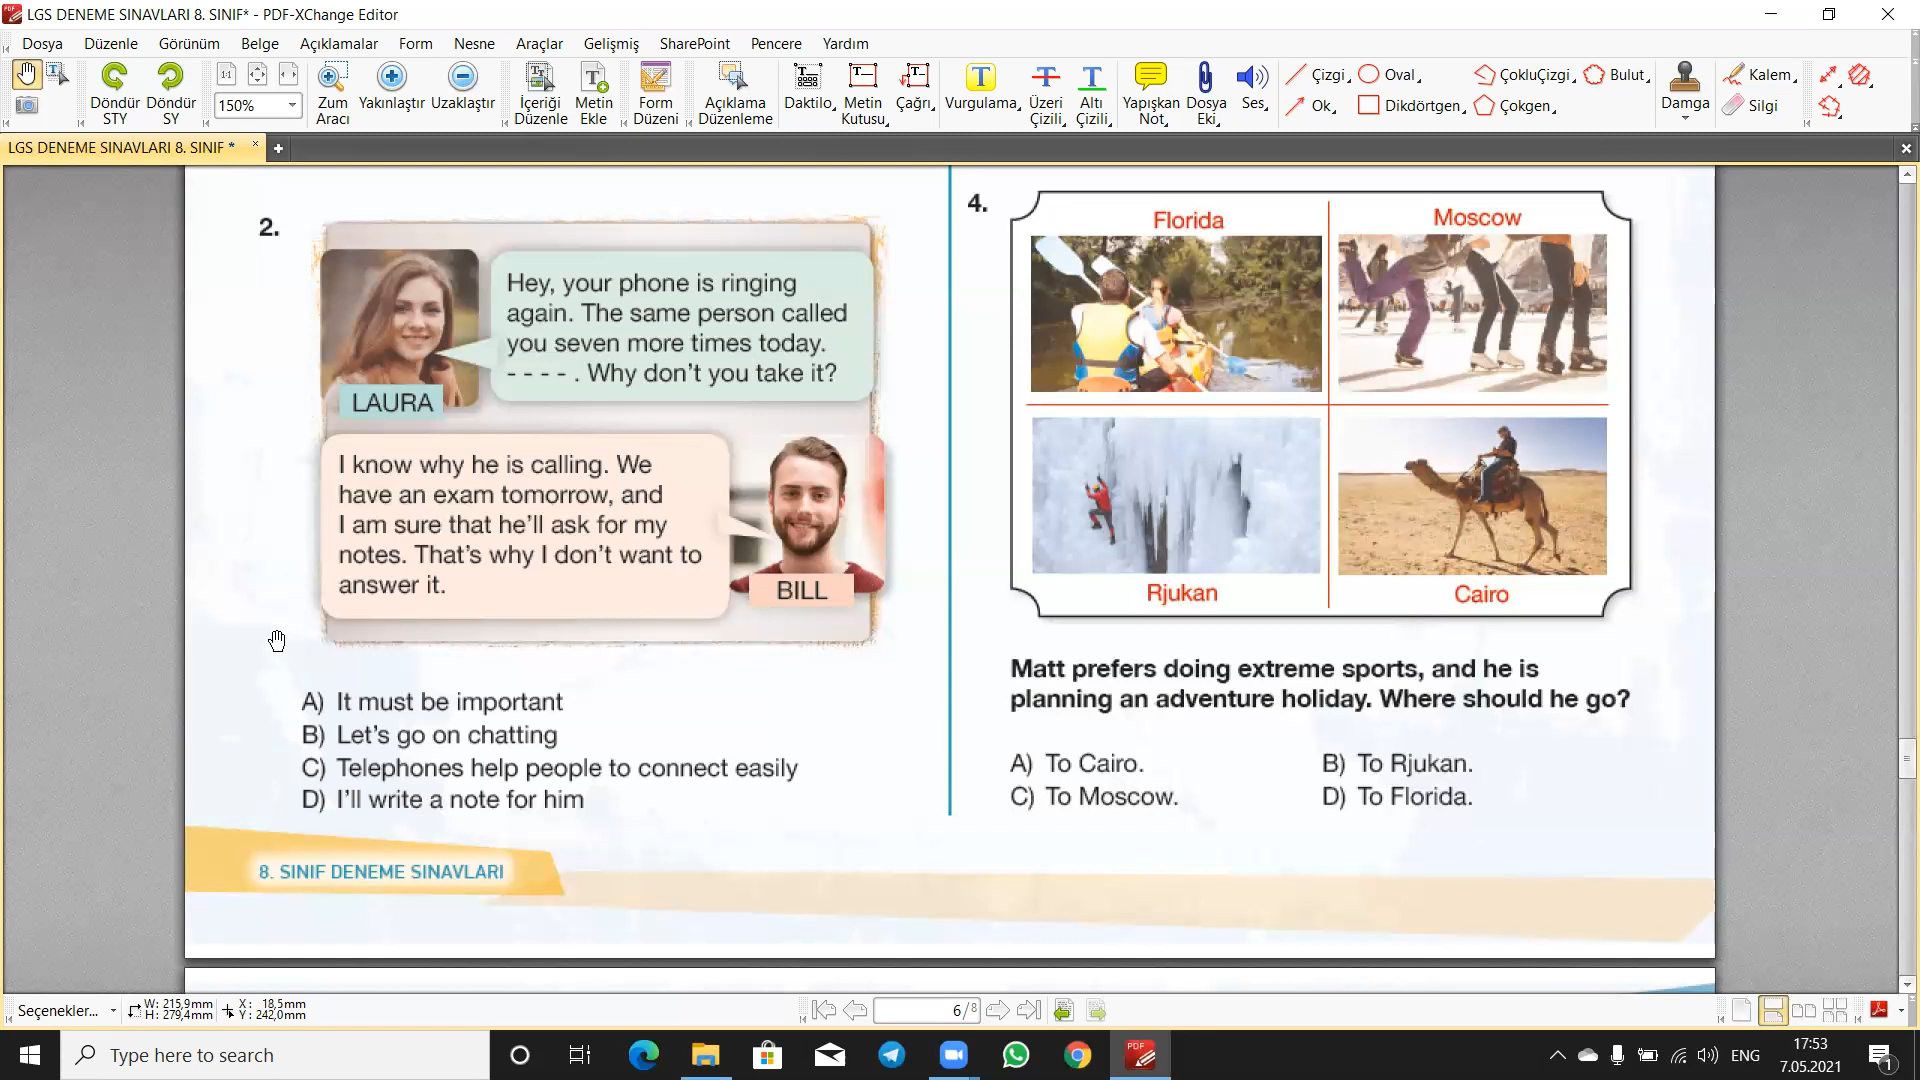 LGS DENEME SINAVLARI 8. SINIF* - PDF-XChange Editor
Dosya Düzenle Görünüm Belge Açıklamalar Form Nesne Araçlar Gelişmiş SharePoint Pencere Yardım
Döndür STY
Döndür SY
1:1
150%
Zum Aracı
Yakınlaştır
Uzaklaştır
İçeriği Düzenle
Metin Ekle
Form Düzeni
Açıklama Düzenleme
Daktilo
Metin Kutusu
Çağrı
Vurgulama
Üzeri Çizili
Altı Çizili
Yapışkan Not
Dosya Eki
Ses
Çizgi
Oval
ÇokluÇizgi
Bulut
Ok
Dikdörtgen
Çokgen
Damga
Kalem
Silgi
LGS DENEME SINAVLARI 8. SINIF *
2.
Hey, your phone is ringing
again. The same person called
you seven more times today.
- - - - . Why don't you take it?
LAURA
I know why he is calling. We
have an exam tomorrow, and
I am sure that he'll ask for my
notes. That's why I don't want to
answer it.
BILL
A) It must be important
B) Let's go on chatting
C) Telephones help people to connect easily
D) I'll write a note for him
8. SINIF DENEME SINAVLARI
4.
Florida
Moscow
Rjukan
Cairo
Matt prefers doing extreme sports, and he is
planning an adventure holiday. Where should he go?
A) To Cairo.
B) To Rjukan.
C) To Moscow.
D) To Florida.
Seçenekler...
W: 215,9mm
H: 279,4mm
X: 18,5mm
Y: 242,0mm
6/8
Type here to search
PDF
ENG
17:53
7.05.2021
1